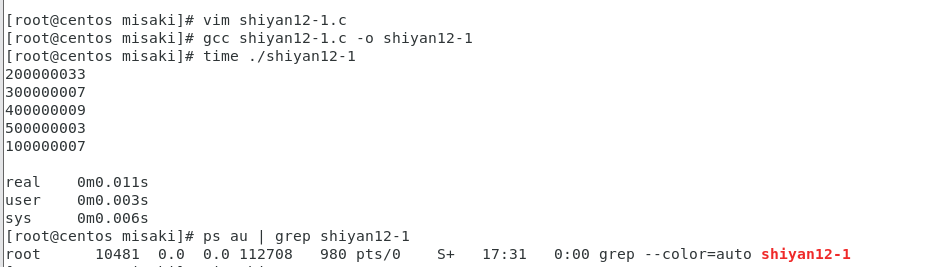 [root@centos misaki]# vim shiyan12-1.c
[root@centos misaki]# gcc shiyan12-1.c -o shiyan12-1
[root@centos misaki]# time ./shiyan12-1
200000033
300000007
400000009
500000003
100000007
real    0m0.011s
user    0m0.003s
sys     0m0.006s
[root@centos misaki]# ps au | grep shiyan12-1
root      10481  0.0  0.0 112708   980 pts/0    S+   17:31   0:00 grep --color=auto shiyan12-1